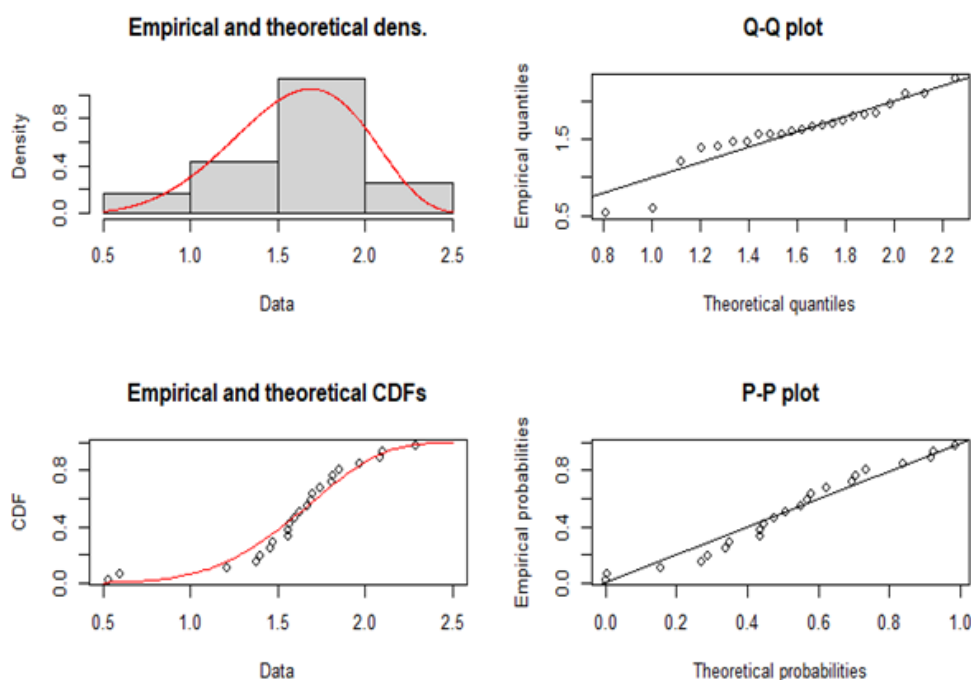 Empirical and theoretical dens.
Density
0.0 0.4 0.8
0.5 1.0 1.5 2.0 2.5
Data
Q-Q plot
Empirical quantiles
0.5 1.5
0.8 1.0 1.2 1.4 1.6 1.8 2.0 2.2
Theoretical quantiles
Empirical and theoretical CDFs
CDF
0.0 0.4 0.8
0.5 1.0 1.5 2.0 2.5
Data
P-P plot
Empirical probabilities
0.0 0.4 0.8
0.0 0.2 0.4 0.6 0.8 1.0
Theoretical probabilities